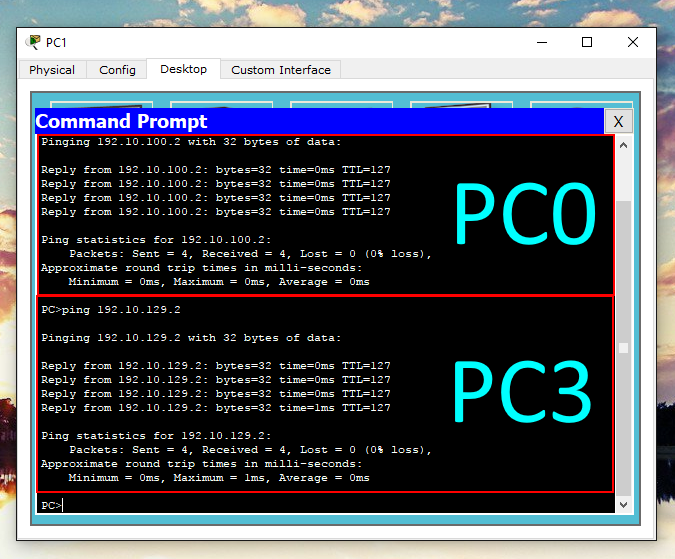 PC1
Physical Config Desktop Custom Interface
Command Prompt X
Pinging 192.10.100.2 with 32 bytes of data:
Reply from 192.10.100.2: bytes=32 time=0ms TTL=127
Reply from 192.10.100.2: bytes=32 time=0ms TTL=127
Reply from 192.10.100.2: bytes=32 time=0ms TTL=127
Reply from 192.10.100.2: bytes=32 time=0ms TTL=127
PC0
Ping statistics for 192.10.100.2:
Packets: Sent = 4, Received = 4, Lost = 0 (0% loss),
Approximate round trip times in milli-seconds:
Minimum = 0ms, Maximum = 0ms, Average = 0ms
PC>ping 192.10.129.2
Pinging 192.10.129.2 with 32 bytes of data:
Reply from 192.10.129.2: bytes=32 time=0ms TTL=127
Reply from 192.10.129.2: bytes=32 time=0ms TTL=127
Reply from 192.10.129.2: bytes=32 time=0ms TTL=127
Reply from 192.10.129.2: bytes=32 time=1ms TTL=127
PC3
Ping statistics for 192.10.129.2:
Packets: Sent = 4, Received = 4, Lost = 0 (0% loss),
Approximate round trip times in milli-seconds:
Minimum = 0ms, Maximum = 1ms, Average = 0ms
PC>